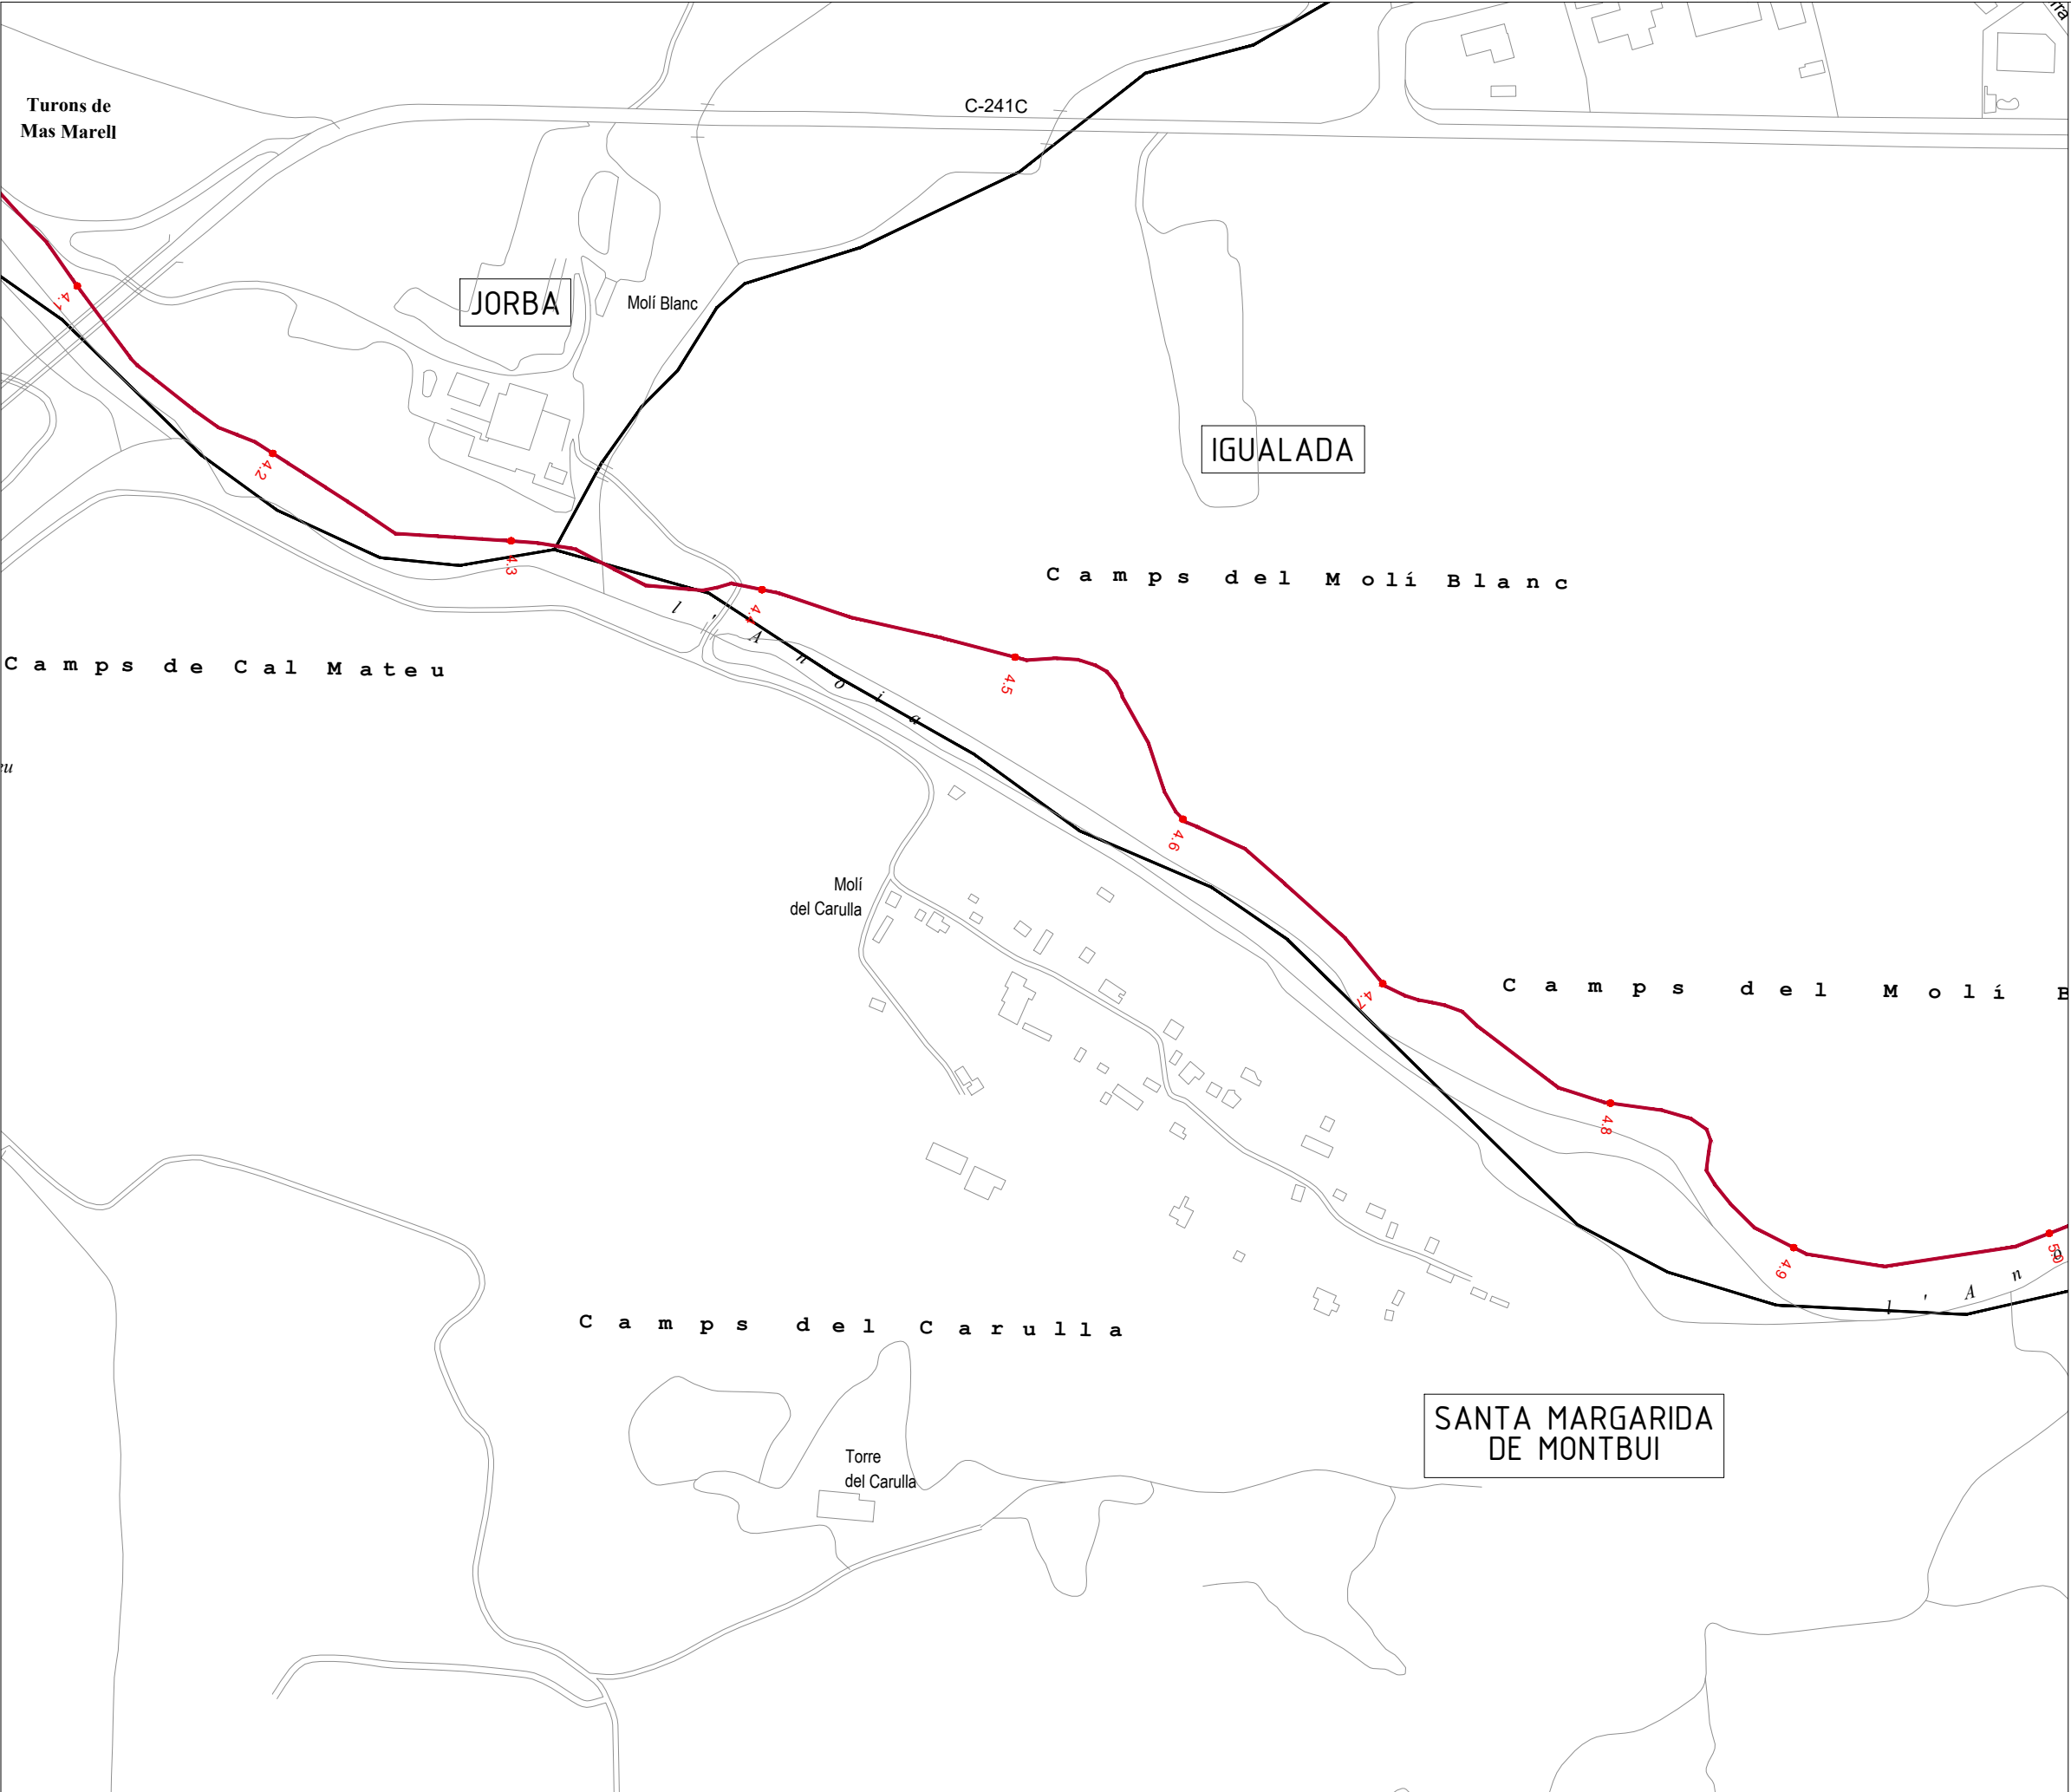 Turons de
Mas Marell
C-241C
JORBA
Molí Blanc
IGUALADA
4.1
4.2
4.3
4.4
4.5
4.6
4.7
4.8
4.9
5.0
Camps del Molí Blanc
l'Anoia
Camps de Cal Mateu
Molí
del Carulla
Camps del Molí B
l'Ano
Camps del Carulla
SANTA MARGARIDA
DE MONTBUI
Torre
del Carulla